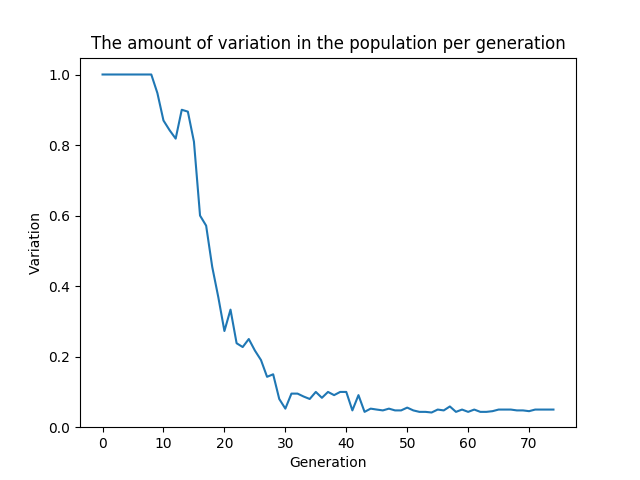 The amount of variation in the population per generation
1.0
0.8
0.6
0.4
0.2
0.0
Variation
0 10 20 30 40 50 60 70
Generation